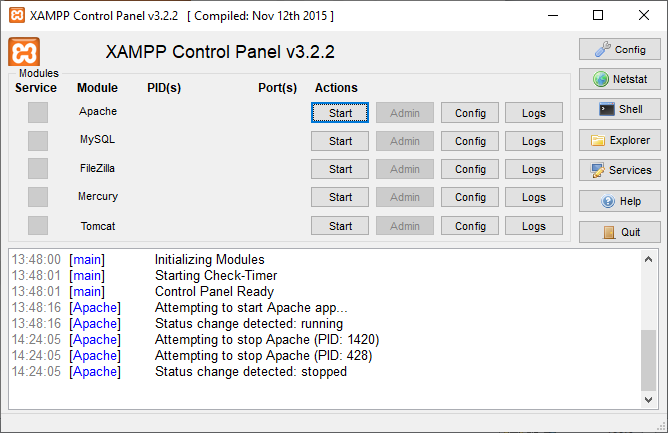 XAMPP Control Panel v3.2.2 [ Compiled: Nov 12th 2015 ]
XAMPP Control Panel v3.2.2
Config
Modules
Service Module PID(s) Port(s) Actions
Netstat
Apache Start Admin Config Logs
Shell
MySQL Start Admin Config Logs
Explorer
FileZilla Start Admin Config Logs
Services
Mercury Start Admin Config Logs
Help
Tomcat Start Admin Config Logs
Quit
13:48:00 [main] Initializing Modules
13:48:01 [main] Starting Check-Timer
13:48:01 [main] Control Panel Ready
13:48:16 [Apache] Attempting to start Apache app...
13:48:16 [Apache] Status change detected: running
14:24:05 [Apache] Attempting to stop Apache (PID: 1420)
14:24:05 [Apache] Attempting to stop Apache (PID: 428)
14:24:05 [Apache] Status change detected: stopped